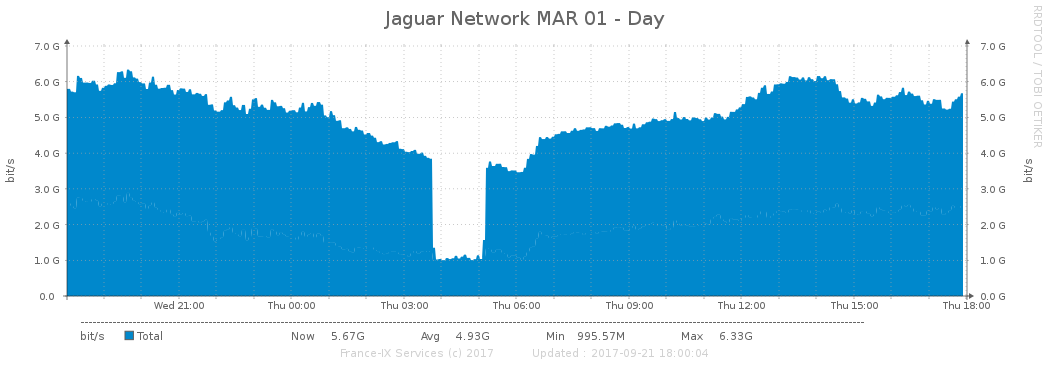 Jaguar Network MAR 01 - Day
RRDTOOL / TOBI OETIKER
7.0 G 7.0 G
6.0 G 6.0 G
5.0 G 5.0 G
4.0 G 4.0 G
3.0 G 3.0 G
2.0 G 2.0 G
1.0 G 1.0 G
0.0 0.0 G
bit/s
bit/s
Wed 21:00 Thu 00:00 Thu 03:00 Thu 06:00 Thu 09:00 Thu 12:00 Thu 15:00 Thu 18:00
bit/s Total Now 5.67G Avg 4.93G Min 995.57M Max 6.33G
France-IX Services (c) 2017 Updated : 2017-09-21 18:00:04